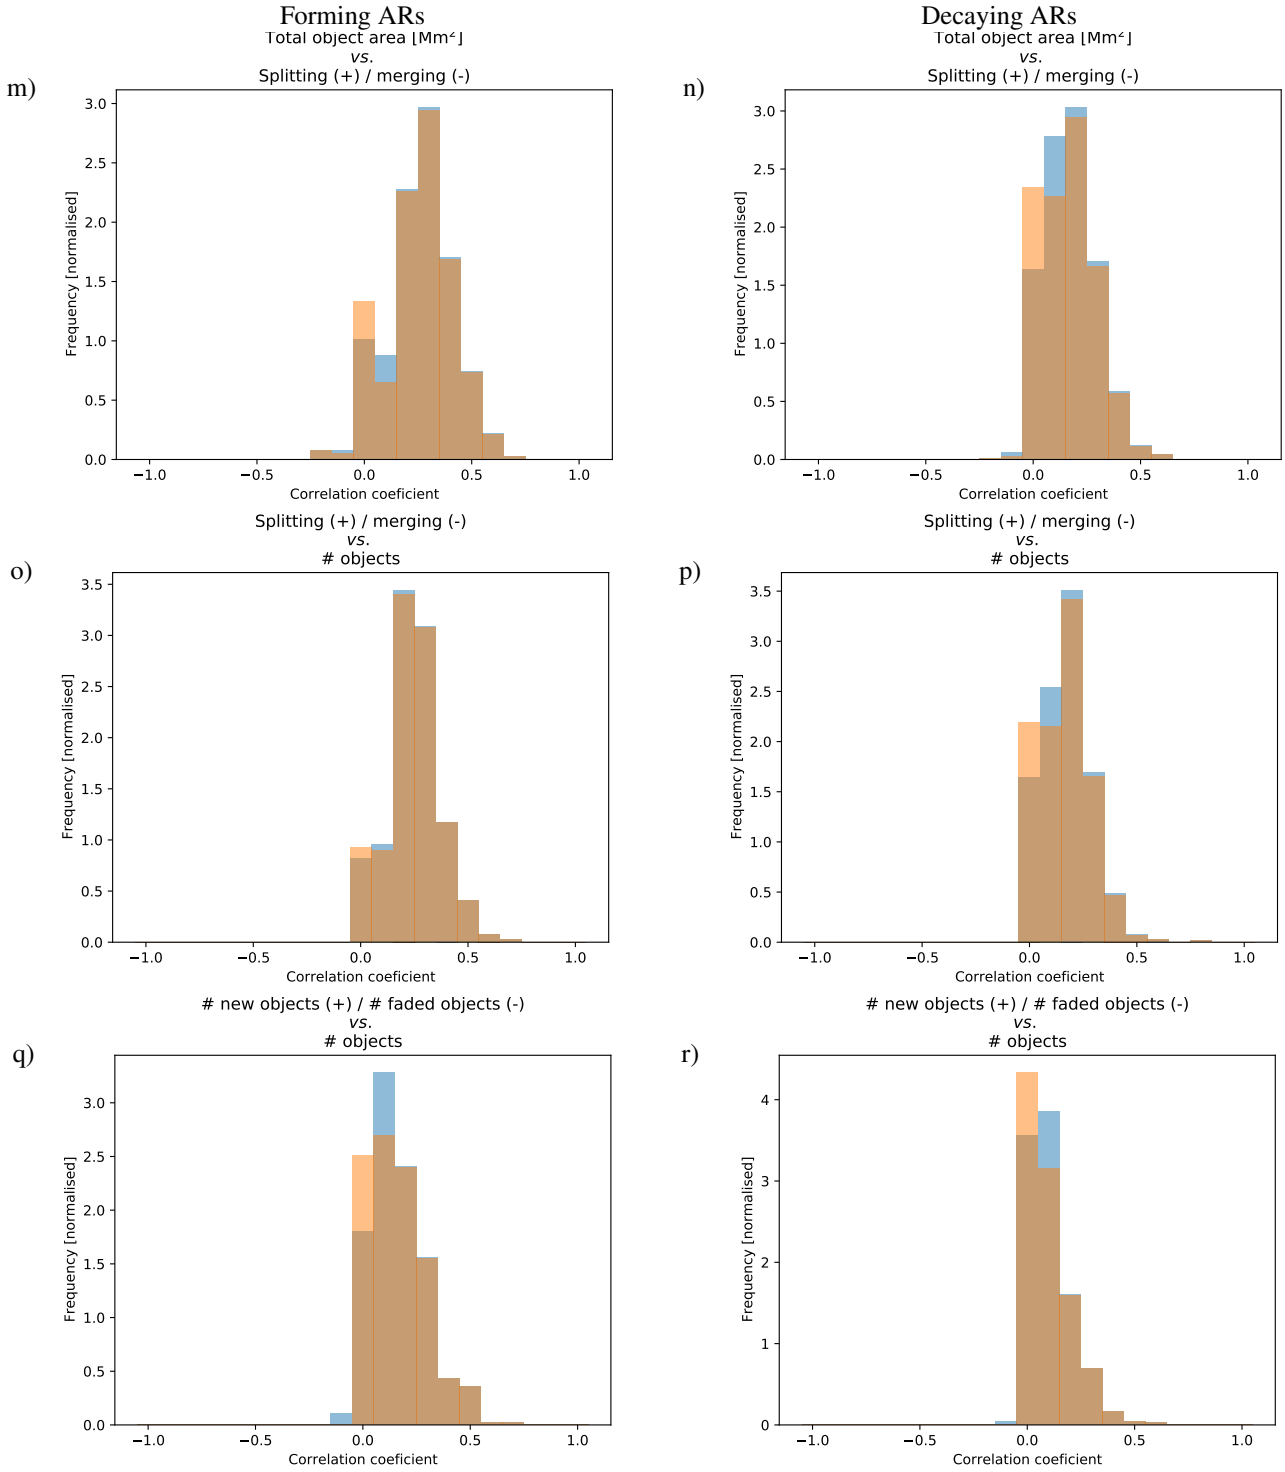 Forming ARs
Decaying ARs
m)
Total object area [Mm²]
vs.
Splitting (+) / merging (-)
3.0
2.5
2.0
1.5
1.0
0.5
0.0
Frequency [normalised]
−1.0 −0.5 0.0 0.5 1.0
Correlation coeficient
n)
Total object area [Mm²]
vs.
Splitting (+) / merging (-)
3.0
2.5
2.0
1.5
1.0
0.5
0.0
Frequency [normalised]
−1.0 −0.5 0.0 0.5 1.0
Correlation coeficient
o)
Splitting (+) / merging (-)
vs.
# objects
3.5
3.0
2.5
2.0
1.5
1.0
0.5
0.0
Frequency [normalised]
−1.0 −0.5 0.0 0.5 1.0
Correlation coeficient
p)
Splitting (+) / merging (-)
vs.
# objects
3.5
3.0
2.5
2.0
1.5
1.0
0.5
0.0
Frequency [normalised]
−1.0 −0.5 0.0 0.5 1.0
Correlation coeficient
q)
# new objects (+) / # faded objects (-)
vs.
# objects
3.0
2.5
2.0
1.5
1.0
0.5
0.0
Frequency [normalised]
−1.0 −0.5 0.0 0.5 1.0
Correlation coeficient
r)
# new objects (+) / # faded objects (-)
vs.
# objects
4
3
2
1
0
Frequency [normalised]
−1.0 −0.5 0.0 0.5 1.0
Correlation coeficient